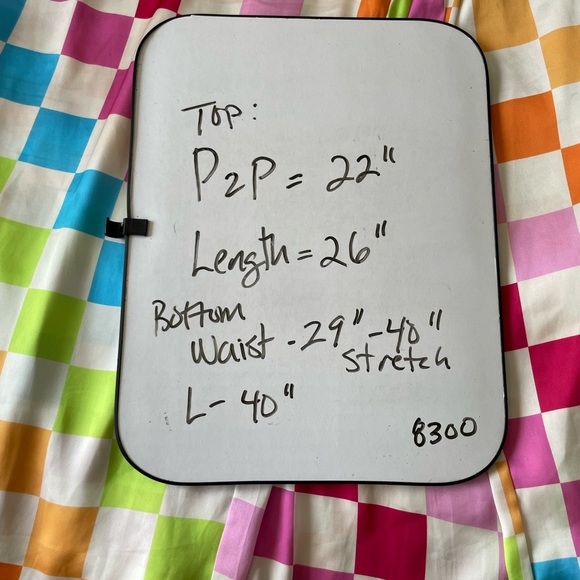 Top:
P2P = 22"
Length = 26"
Bottom
Waist - 29" - 40"
stretch
L - 40"
8300